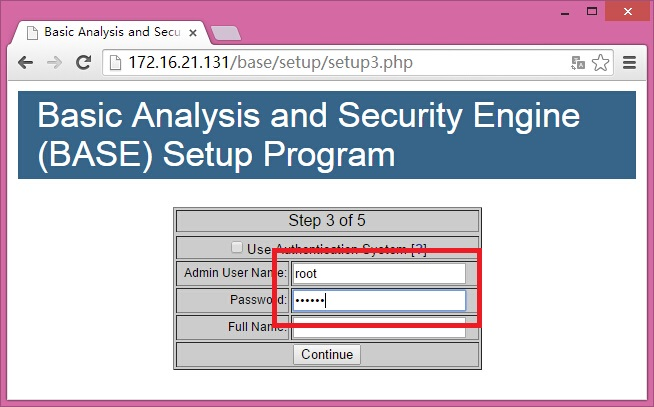 Basic Analysis and Secu
172.16.21.131/base/setup/setup3.php
Basic Analysis and Security Engine
(BASE) Setup Program
Step 3 of 5
Use Authentication System [?]
Admin User Name: root
Password: ••••••
Full Name:
Continue